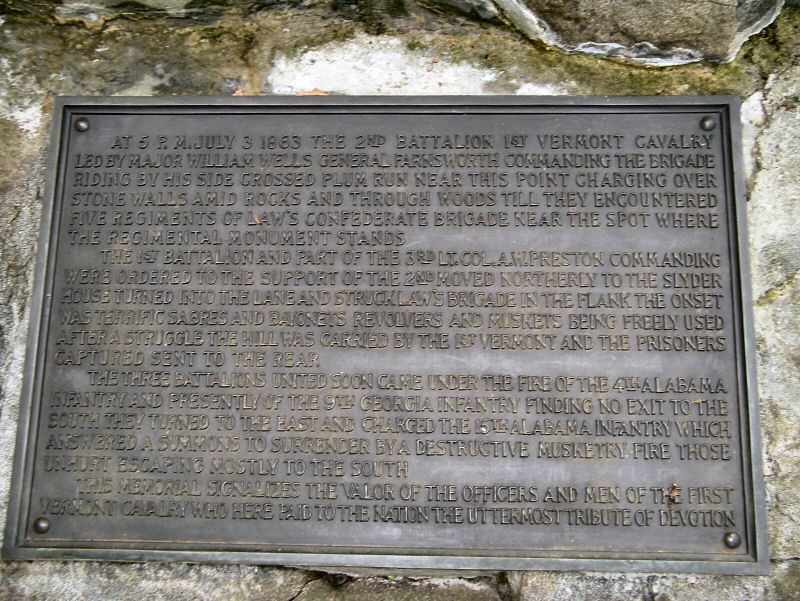 AT 5 P.M. JULY 3 1863 THE 2ND BATTALION 1ST VERMONT CAVALRY
LED BY MAJOR WILLIAM WELLS GENERAL FARNSWORTH COMMANDING THE BRIGADE
RIDING BY HIS SIDE CROSSED PLUM RUN NEAR THIS POINT CHARGING OVER
STONE WALLS AMID ROCKS AND THROUGH WOODS TILL THEY ENCOUNTERED
FIVE REGIMENTS OF LAW'S CONFEDERATE BRIGADE NEAR THE SPOT WHERE
THE REGIMENTAL MONUMENT STANDS
THE 1ST BATTALION AND PART OF THE 3RD LT. COL. A.W. PRESTON COMMANDING
WERE ORDERED TO THE SUPPORT OF THE 2ND MOVED NORTHERLY TO THE SLYDER
HOUSE TURNED INTO THE LANE AND STRUCK LAW'S BRIGADE IN THE FLANK THE ONSET
WAS TERRIFIC SABRES AND BAYONETS REVOLVERS AND MUSKETS BEING FREELY USED
AFTER A STRUGGLE THE HILL WAS CARRIED BY THE 1ST VERMONT AND THE PRISONERS
CAPTURED SENT TO THE REAR
THE THREE BATTALIONS UNITED SOON CAME UNDER THE FIRE OF THE 4TH ALABAMA
INFANTRY AND PRESENTLY OF THE 9TH GEORGIA INFANTRY FINDING NO EXIT TO THE
SOUTH THEY TURNED TO THE EAST AND CHARGED THE 15TH ALABAMA INFANTRY WHICH
ANSWERED A SUMMONS TO SURRENDER BY A DESTRUCTIVE MUSKETRY FIRE THOSE
UNHURT ESCAPING MOSTLY TO THE SOUTH
THIS MEMORIAL SIGNALIZES THE VALOR OF THE OFFICERS AND MEN OF THE FIRST
VERMONT CAVALRY WHO HERE PAID TO THE NATION THE UTTERMOST TRIBUTE OF DEVOTION